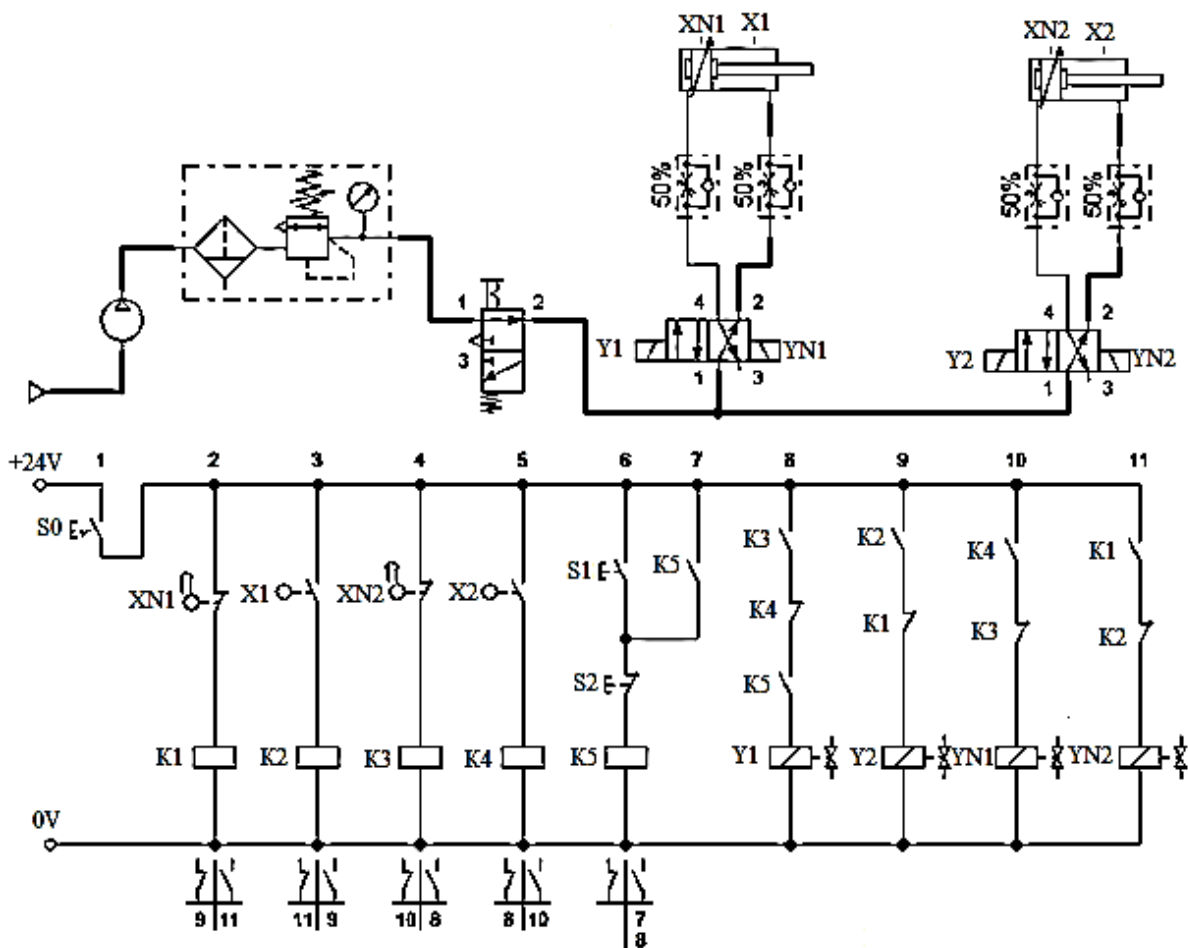 XN1 X1
XN2 X2
50% 50%
50% 50%
1 2
3
4 2
Y1 YN1
1 3
4 2
Y2 YN2
1 3
+24V 1 2 3 4 5 6 7 8 9 10 11
S0
K3 K2 K4 K1
S1 K5
XN1 X1 XN2 X2
K4 K1 K3 K2
S2 K5
K1 K2 K3 K4 K5 Y1 Y2 YN1 YN2
0V
9 11 11 9 10 8 8 10 7
8